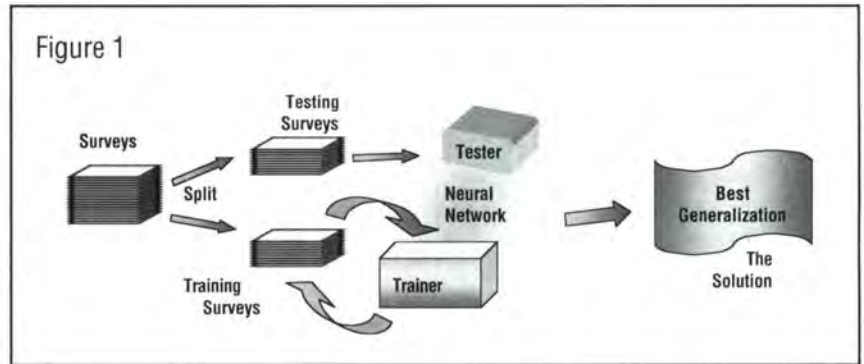 Figure 1
Surveys
Split
Testing
Surveys
Training
Surveys
Tester
Neural
Network
Trainer
Best
Generalization
The
Solution